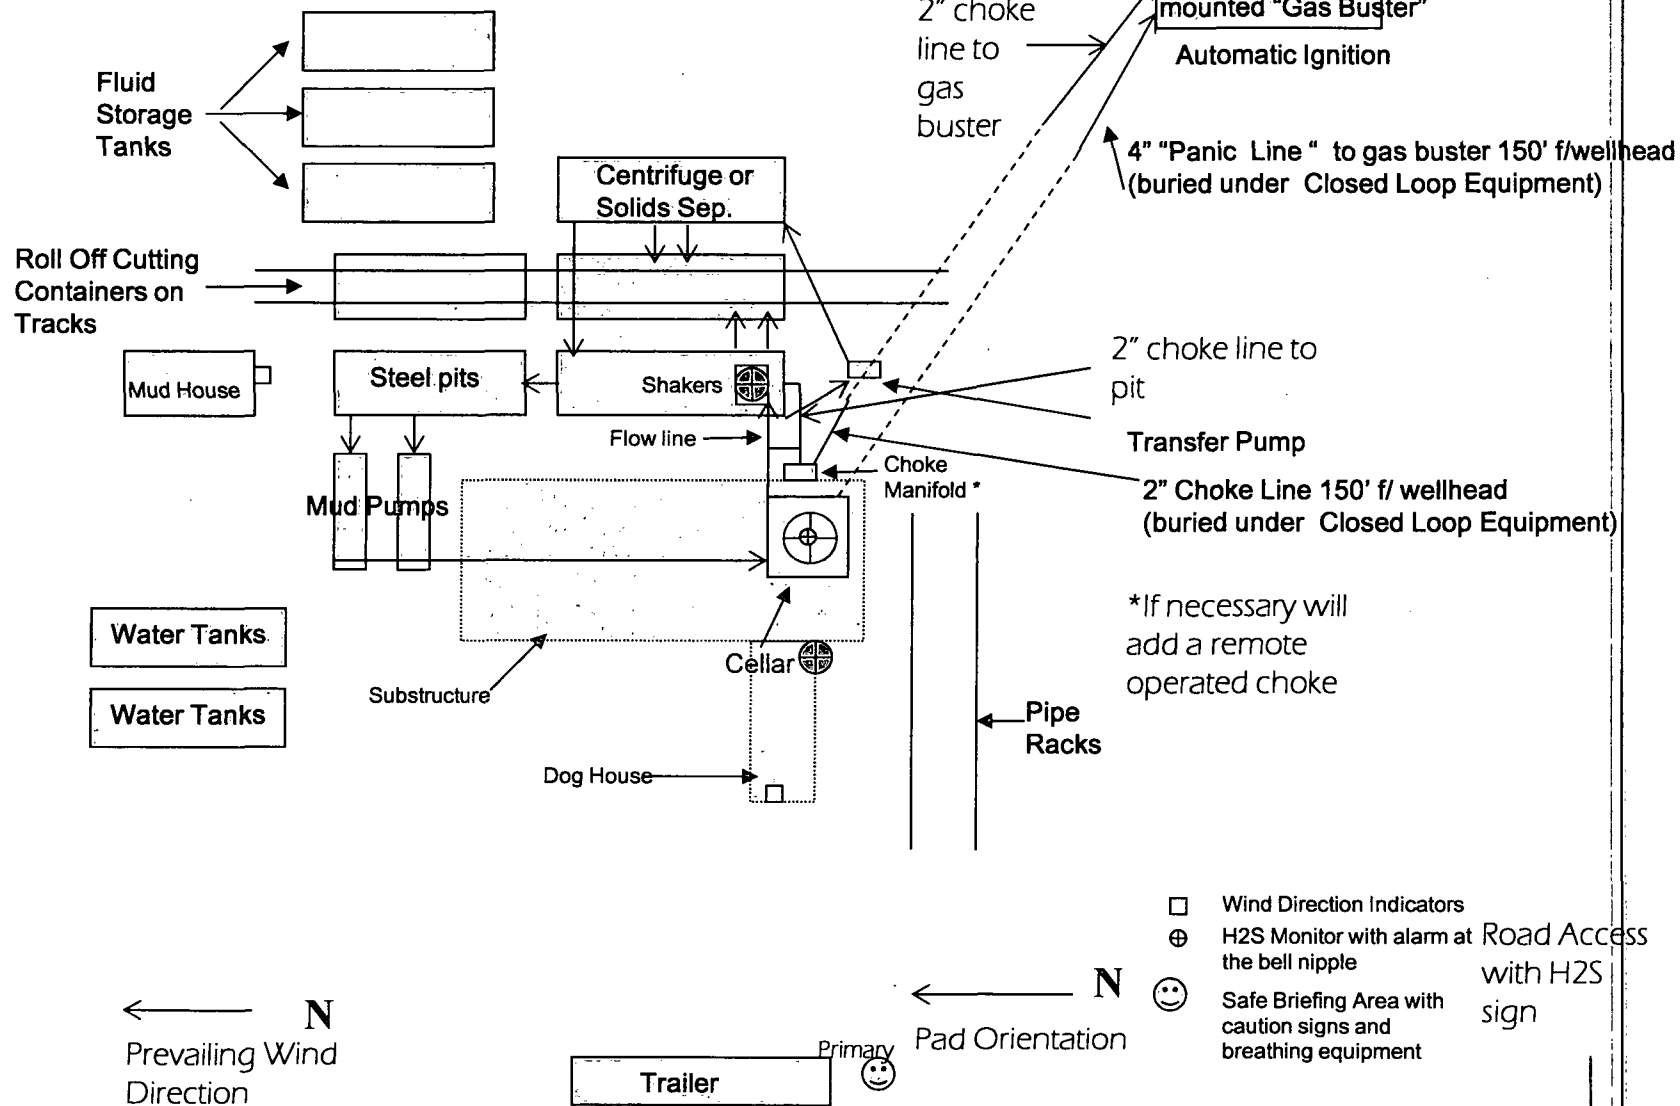 2” choke
line to
gas
buster
mounted “Gas Buster”
Automatic Ignition
Fluid
Storage
Tanks
4” “Panic Line “ to gas buster 150’ f/wellhead
(buried under Closed Loop Equipment)
Centrifuge or
Solids Sep.
Roll Off Cutting
Containers on
Tracks
Mud House
Steel pits
Shakers
2” choke line to
pit
Flow line
Transfer Pump
Choke
Manifold *
2” Choke Line 150’ f/ wellhead
(buried under Closed Loop Equipment)
Mud Pumps
*If necessary will
add a remote
operated choke
Water Tanks
Cellar
Substructure
Water Tanks
Pipe
Racks
Dog House
Wind Direction Indicators
H2S Monitor with alarm at
the bell nipple
Safe Briefing Area with
caution signs and
breathing equipment
Road Access
with H2S
sign
N
Prevailing Wind
Direction
N
Pad Orientation
Primary
Trailer